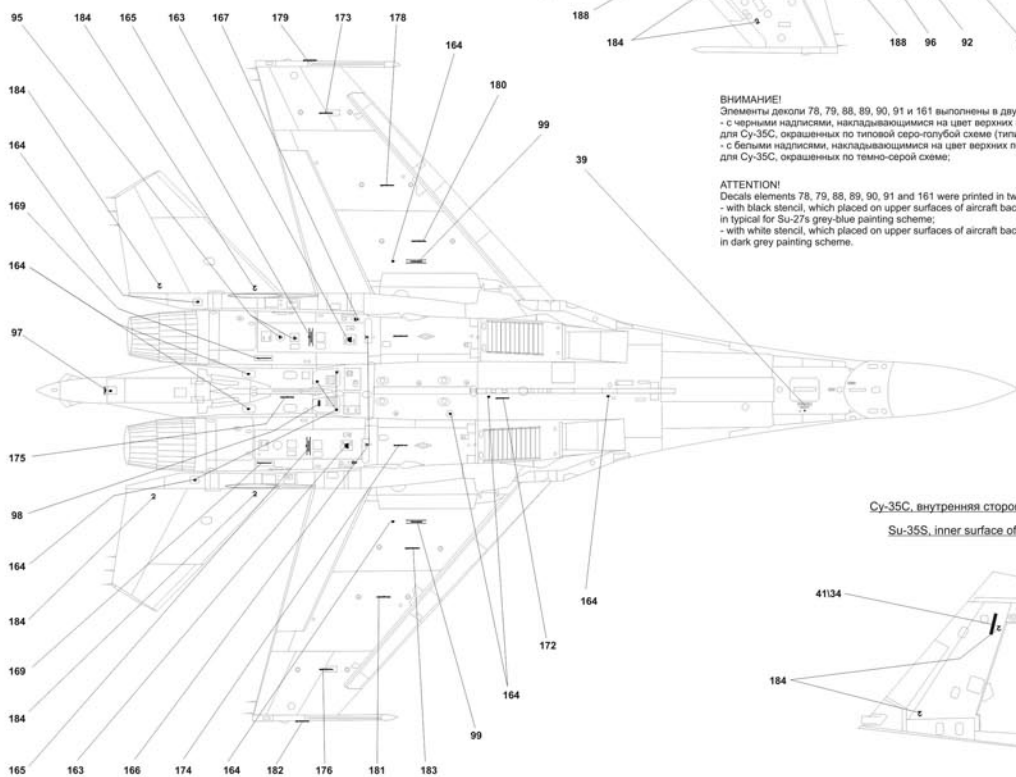 95 184 165 163 167 179 173 178
188
184
188 96 92
164
180
99
184
164
39
169
164
97
ВНИМАНИЕ!
Элементы деколи 78, 79, 88, 89, 90, 91 и 161 выполнены в дву
- с черными надписями, накладывающимися на цвет верхних
для Су-35С, окрашенных по типовой серо-голубой схеме (типи
- с белыми надписями, накладывающимися на цвет верхних п
для Су-35С, окрашенных по темно-серой схеме;
ATTENTION!
Decals elements 78, 79, 88, 89, 90, 91 and 161 were printed in tw
- with black stencil, which placed on upper surfaces of aircraft bac
in typical for Su-27s grey-blue painting scheme;
- with white stencil, which placed on upper surfaces of aircraft bac
in dark grey painting scheme.
175
98
164
184
169
184
165 163 166 174 164 182 176 181 183
99
164
172
164
Су-35С, внутренняя сторо
Su-35S, inner surface of
41\34
184